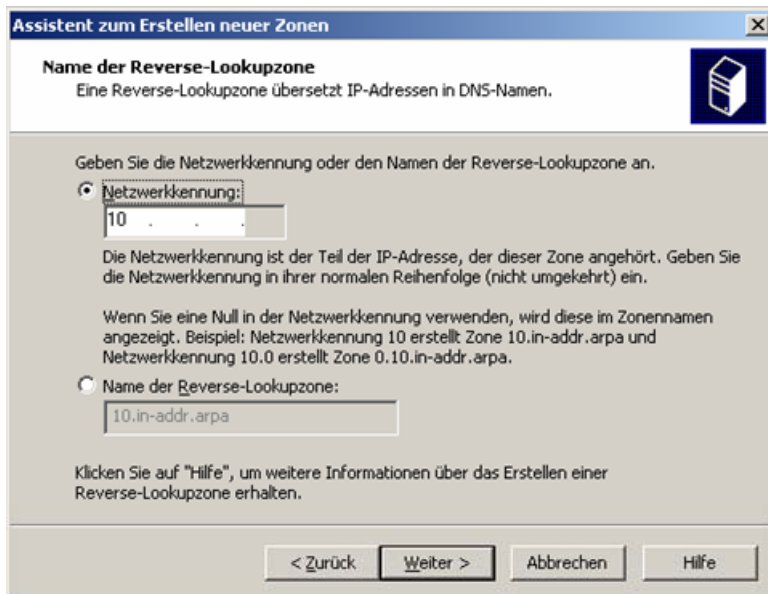 Assistent zum Erstellen neuer Zonen
Name der Reverse-Lookupzone
Eine Reverse-Lookupzone übersetzt IP-Adressen in DNS-Namen.
Geben Sie die Netzwerkkennung oder den Namen der Reverse-Lookupzone an.
Netzwerkkennung:
10 . . .
Die Netzwerkkennung ist der Teil der IP-Adresse, der dieser Zone angehört. Geben Sie
die Netzwerkkennung in ihrer normalen Reihenfolge (nicht umgekehrt) ein.
Wenn Sie eine Null in der Netzwerkkennung verwenden, wird diese im Zonennamen
angezeigt. Beispiel: Netzwerkkennung 10 erstellt Zone 10.in-addr.arpa und
Netzwerkkennung 10.0 erstellt Zone 0.10.in-addr.arpa.
Name der Reverse-Lookupzone:
10.in-addr.arpa
Klicken Sie auf "Hilfe", um weitere Informationen über das Erstellen einer
Reverse-Lookupzone erhalten.
< Zurück Weiter > Abbrechen Hilfe